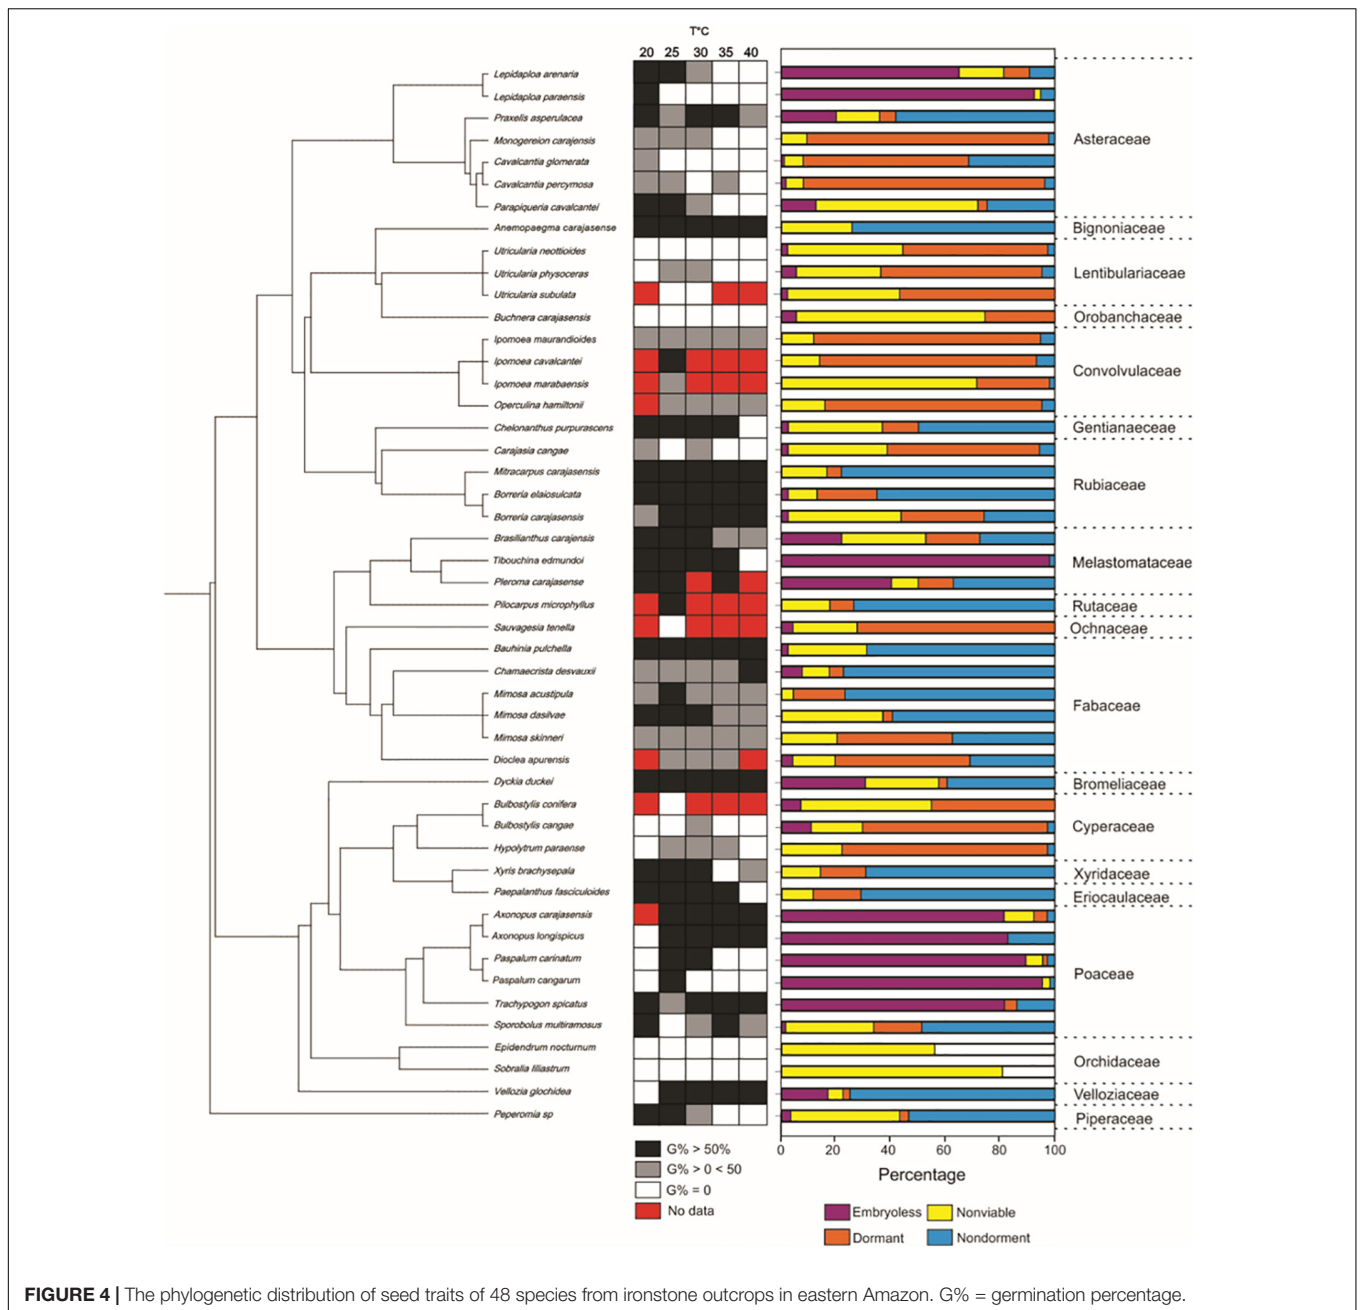 T°C
20 25 30 35 40
Lepidaploa arenaria
Lepidaploa paraensis
Praxelis asperulacea
Monogereion carajensis
Asteraceae
Cavalcantia glomerata
Cavalcantia percymosa
Parapiqueria cavalcantei
Anemopaegma carajasense
Bignoniaceae
Utricularia neottioides
Utricularia physoceras
Lentibulariaceae
Utricularia subulata
Buchnera carajasensis
Orobanchaceae
Ipomoea maurandioides
Ipomoea cavalcantei
Convolvulaceae
Ipomoea marabaensis
Operculina hamiltonii
Chelonanthus purpurascens
Gentianaeceae
Carajasia cangae
Mitracarpus carajasensis
Rubiaceae
Borreria elaiosulcata
Borreria carajasensis
Brasilianthus carajensis
Tibouchina edmundoi
Melastomataceae
Pleroma carajasense
Pilocarpus microphyllus
Rutaceae
Sauvagesia tenella
Ochnaceae
Bauhinia pulchella
Chamaecrista desvauxii
Mimosa acustipula
Fabaceae
Mimosa dasilvae
Mimosa skinneri
Dioclea apurensis
Dyckia duckei
Bromeliaceae
Bulbostylis conifera
Bulbostylis cangae
Cyperaceae
Hypolytrum paraense
Xyris brachysepala
Xyridaceae
Paepalanthus fasciculoides
Eriocaulaceae
Axonopus carajasensis
Axonopus longispicus
Paspalum carinatum
Poaceae
Paspalum cangarum
Trachypogon spicatus
Sporobolus multiramosus
Epidendrum nocturnum
Orchidaceae
Sobralia liliastrum
Vellozia glochidea
Velloziaceae
Peperomia sp
Piperaceae
G% > 50%
G% > 0 < 50
G% = 0
No data
0 20 40 60 80 100
Percentage
Embryoless Nonviable
Dormant Nondorment
FIGURE 4 | The phylogenetic distribution of seed traits of 48 species from ironstone outcrops in eastern Amazon. G% = germination percentage.